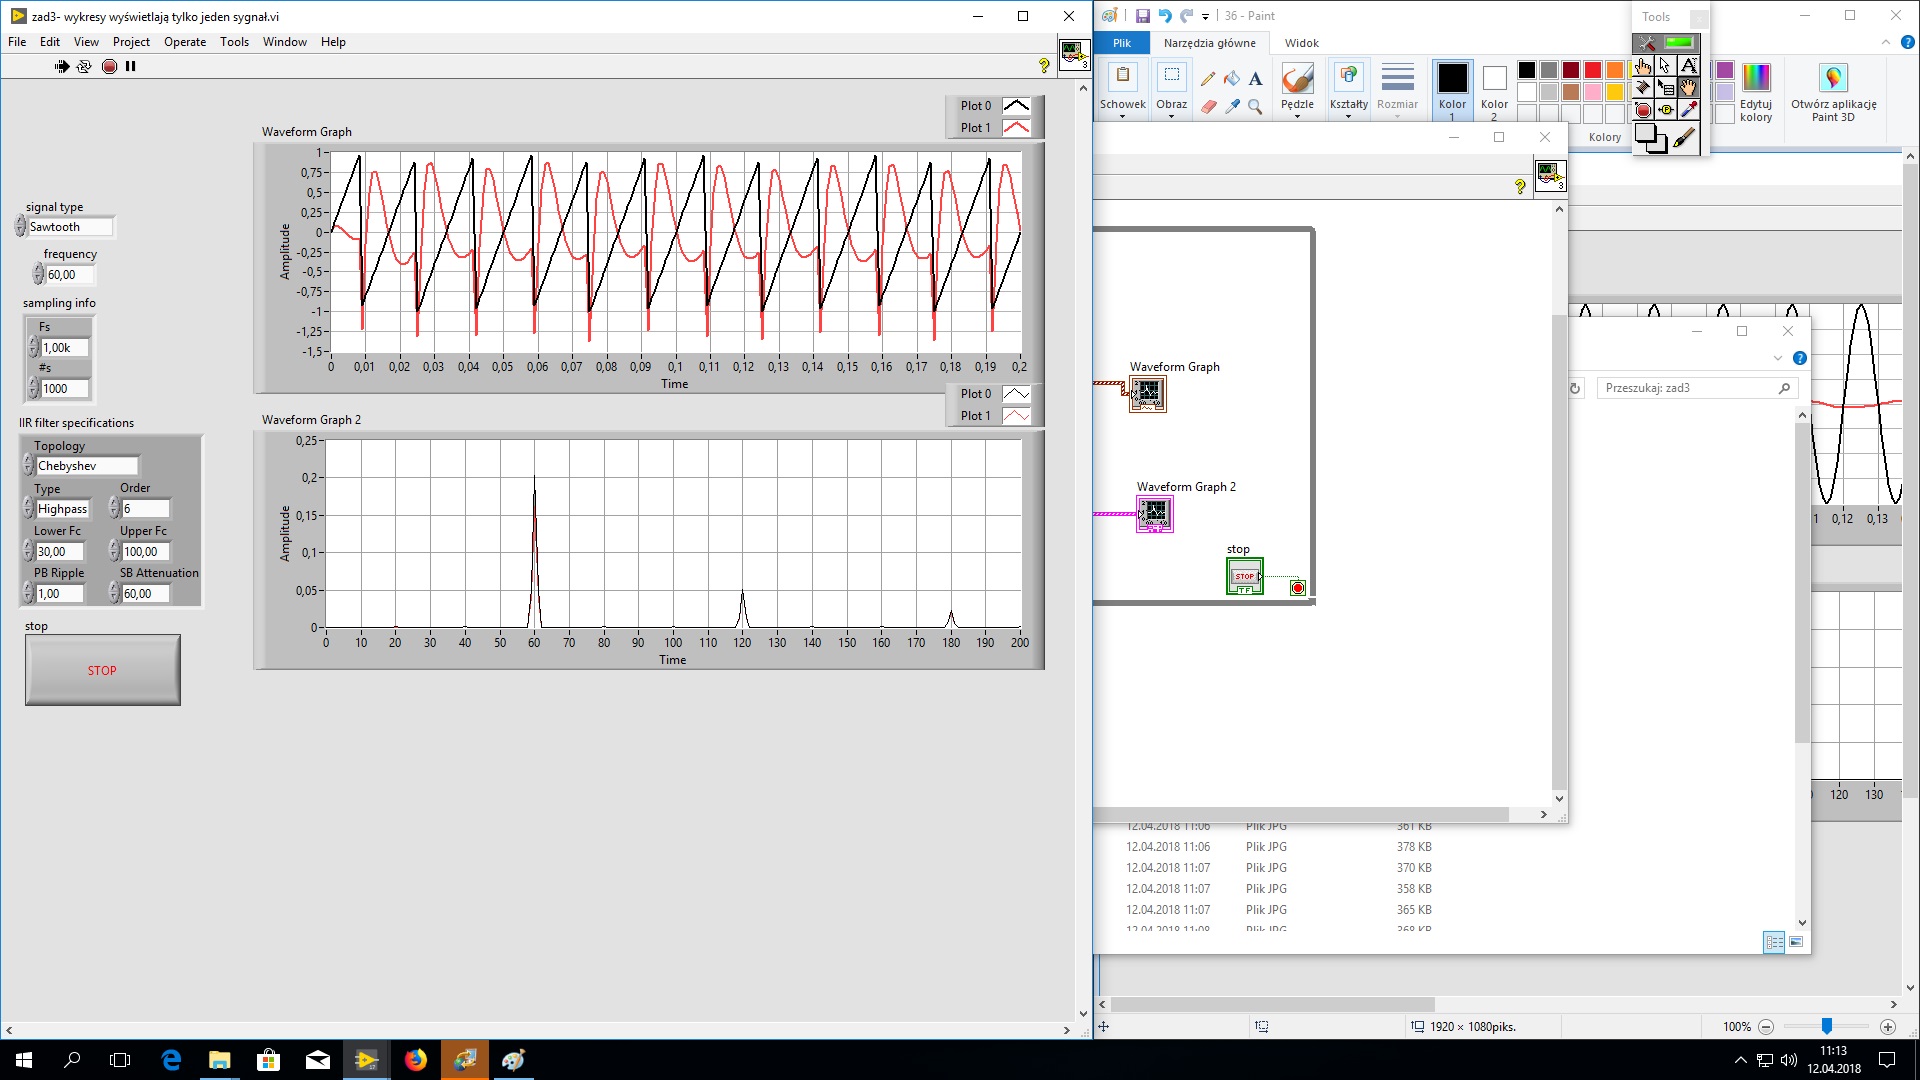 zad3- wykresy wyświetlają tylko jeden sygnał.vi
File Edit View Project Operate Tools Window Help
3
signal type
Sawtooth
frequency
60,00
sampling info
Fs
1,00k
#s
1000
IIR filter specifications
Topology
Chebyshev
Type Order
Highpass 6
Lower Fc Upper Fc
30,00 100,00
PB Ripple SB Attenuation
1,00 60,00
stop
STOP
Plot 0
Plot 1
Waveform Graph
1
0,75
0,5
0,25
0
-0,25
-0,5
-0,75
-1
-1,25
-1,5
Amplitude
0 0,01 0,02 0,03 0,04 0,05 0,06 0,07 0,08 0,09 0,1 0,11 0,12 0,13 0,14 0,15 0,16 0,17 0,18 0,19 0,2
Time
Plot 0
Plot 1
Waveform Graph 2
0,25
0,2
0,15
0,1
0,05
0
Amplitude
0 10 20 30 40 50 60 70 80 90 100 110 120 130 140 150 160 170 180 190 200
Time
36 - Paint
Plik Narzędzia główne Widok
Schowek Obraz Pędzle Kształty Rozmiar Kolor 1 Kolor 2 Edytuj kolory Otwórz aplikację Paint 3D
Kolory
Tools
3
Waveform Graph
Waveform Graph 2
stop
STOP
TF
Przeszukaj: zad3
0,12 0,13
120 130
12.04.2018 11:06 Plik JPG 361 KB
12.04.2018 11:06 Plik JPG 378 KB
12.04.2018 11:07 Plik JPG 370 KB
12.04.2018 11:07 Plik JPG 358 KB
12.04.2018 11:07 Plik JPG 365 KB
12.04.2018 11:08 Plik JPG 368 KB
1920 × 1080piks.
100%
11:13
12.04.2018